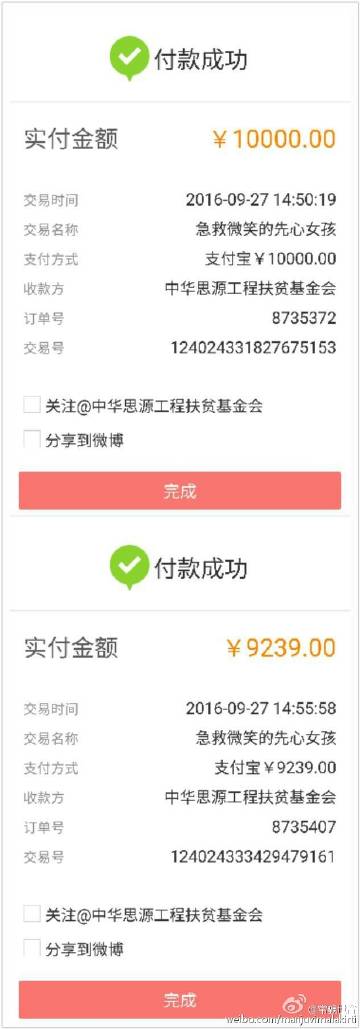 付款成功
实付金额 ￥10000.00
交易时间 2016-09-27 14:50:19
交易名称 急救微笑的先心女孩
支付方式 支付宝￥10000.00
收款方 中华思源工程扶贫基金会
订单号 8735372
交易号 124024331827675153
关注@中华思源工程扶贫基金会
分享到微博
完成
付款成功
实付金额 ￥9239.00
交易时间 2016-09-27 14:55:58
交易名称 急救微笑的先心女孩
支付方式 支付宝￥9239.00
收款方 中华思源工程扶贫基金会
订单号 8735407
交易号 124024333429479161
关注@中华思源工程扶贫基金会
分享到微博
完成